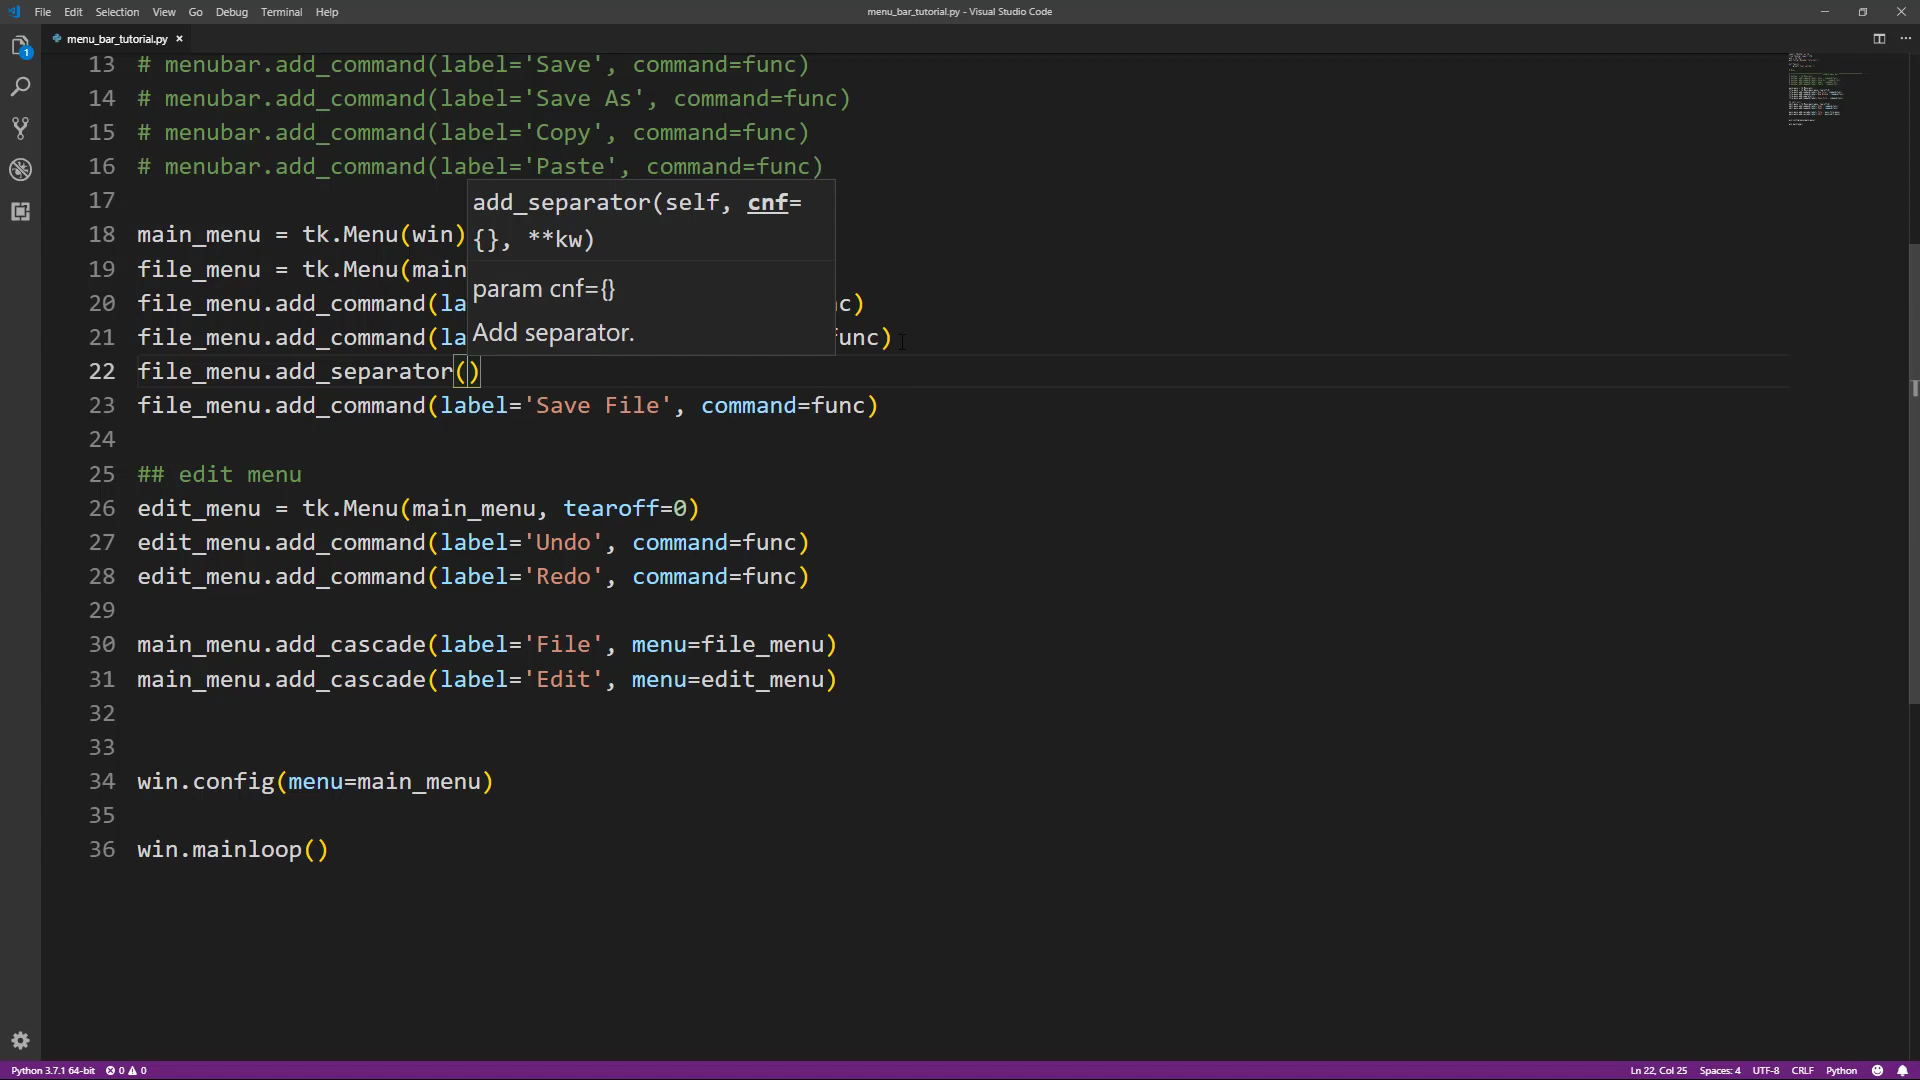 File Edit Selection View Go Debug Terminal Help menu_bar_tutorial.py - Visual Studio Code
menu_bar_tutorial.py ×
1
13 # menubar.add_command(label='Save', command=func)
14 # menubar.add_command(label='Save As', command=func)
15 # menubar.add_command(label='Copy', command=func)
16 # menubar.add_command(label='Paste', command=func)
17
add_separator(self, cnf=
{}, **kw)
param cnf={}
Add separator.
18 main_menu = tk.Menu(win)
19 file_menu = tk.Menu(main
20 file_menu.add_command(la c)
21 file_menu.add_command(la func)
22 file_menu.add_separator()
23 file_menu.add_command(label='Save File', command=func)
24
25 ## edit menu
26 edit_menu = tk.Menu(main_menu, tearoff=0)
27 edit_menu.add_command(label='Undo', command=func)
28 edit_menu.add_command(label='Redo', command=func)
29
30 main_menu.add_cascade(label='File', menu=file_menu)
31 main_menu.add_cascade(label='Edit', menu=edit_menu)
32
33
34 win.config(menu=main_menu)
35
36 win.mainloop()
Python 3.7.1 64-bit 0 0 Ln 22, Col 25 Spaces: 4 UTF-8 CRLF Python